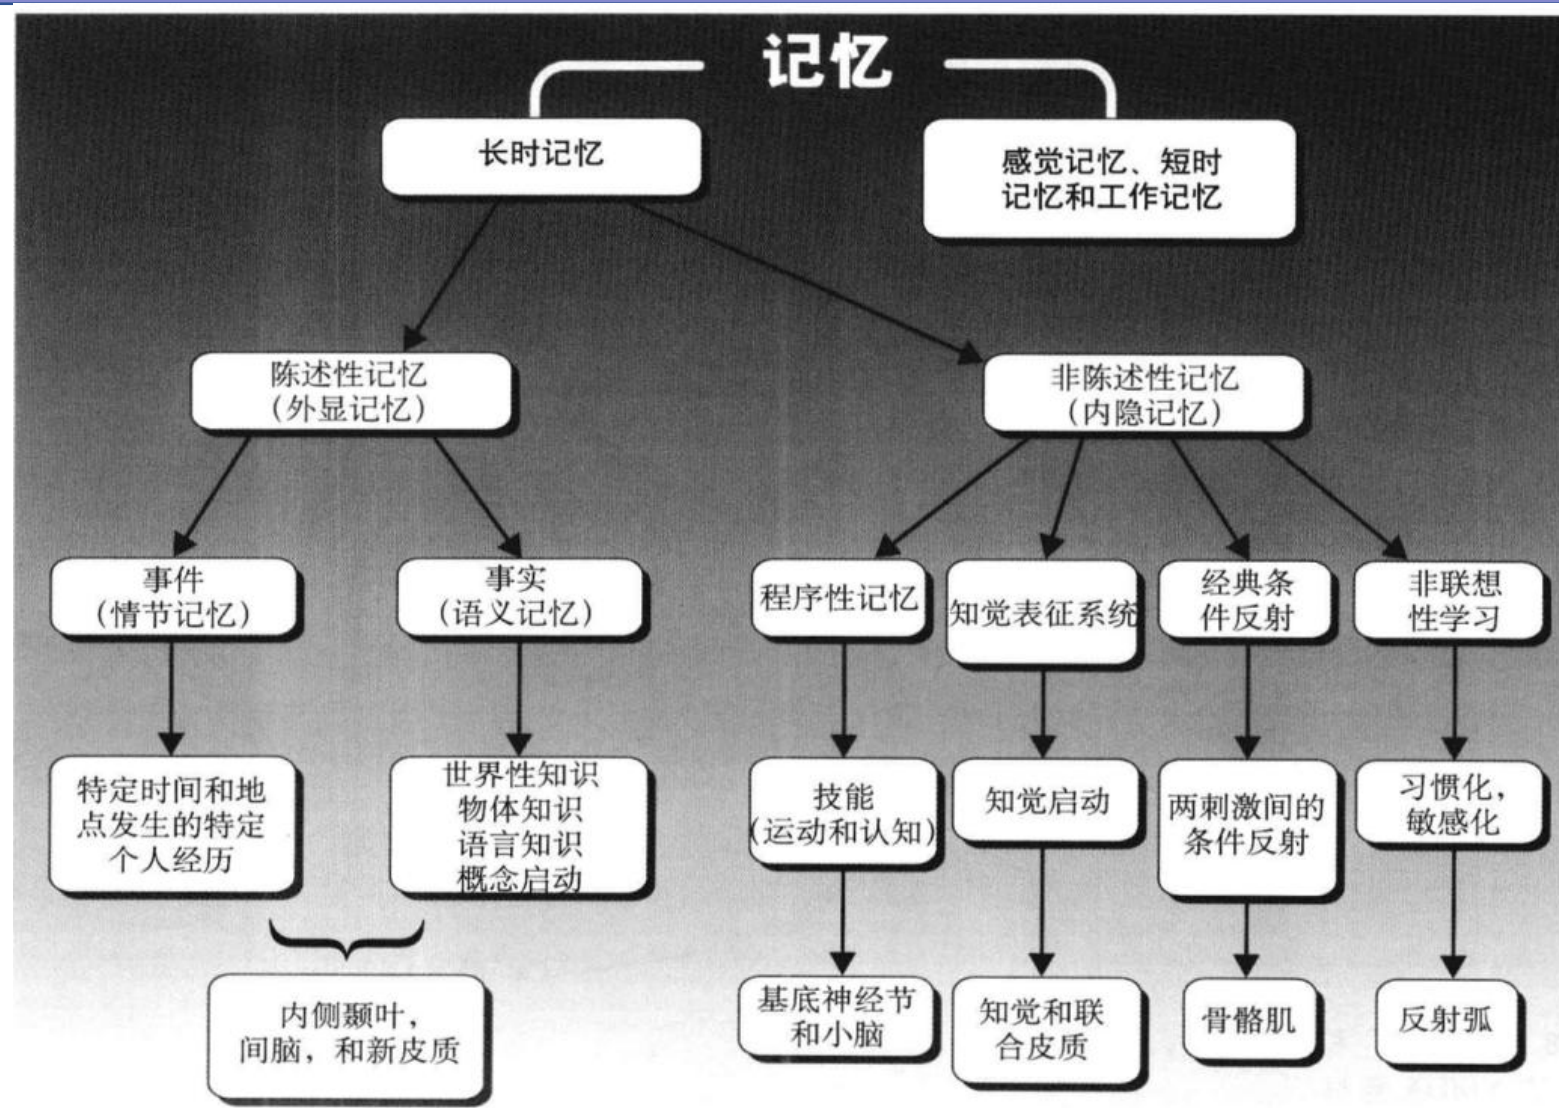 记忆
长时记忆
感觉记忆、短时
记忆和工作记忆
陈述性记忆
（外显记忆）
非陈述性记忆
（内隐记忆）
事件
（情节记忆）
事实
（语义记忆）
程序性记忆
知觉表征系统
经典条
件反射
非联想
性学习
特定时间和地
点发生的特定
个人经历
世界性知识
物体知识
语言知识
概念启动
技能
（运动和认知）
知觉启动
两刺激间的
条件反射
习惯化，
敏感化
内侧颞叶，
间脑，和新皮质
基底神经节
和小脑
知觉和联
合皮质
骨骼肌
反射弧